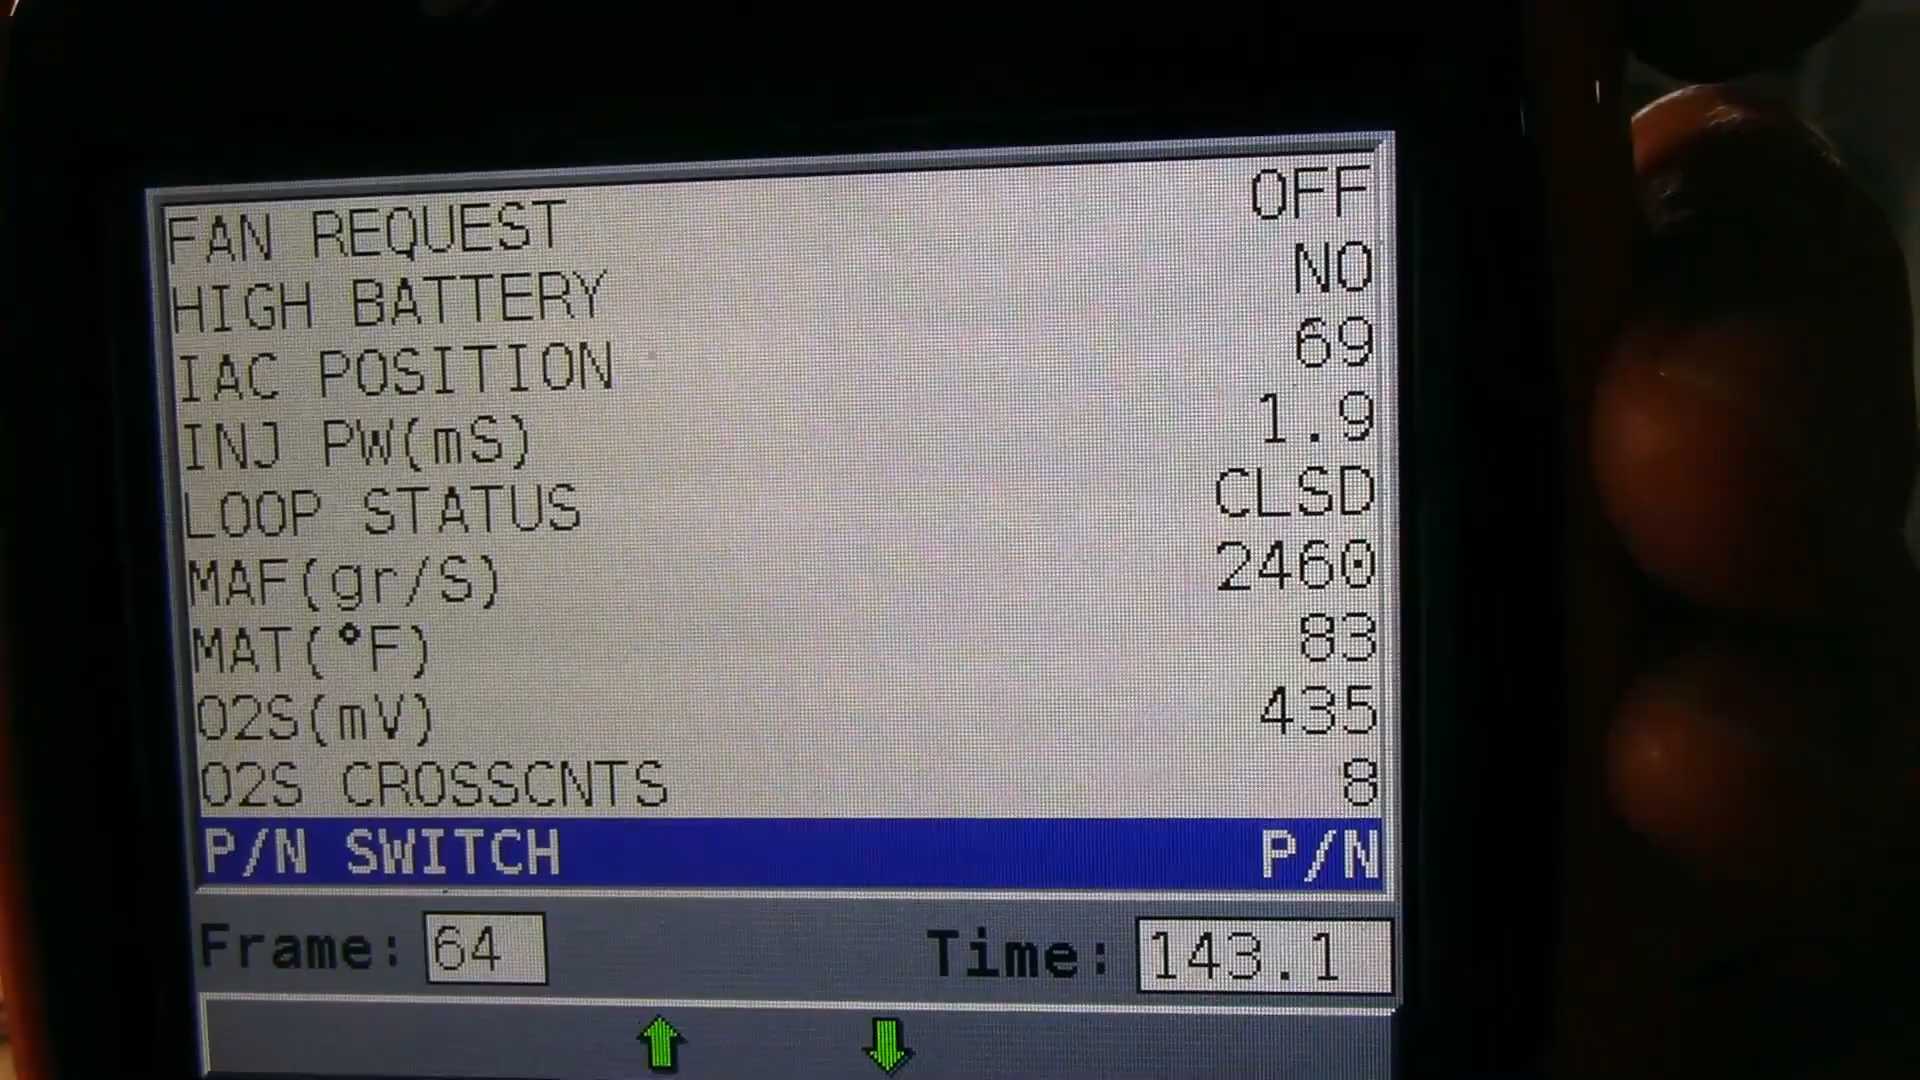 FAN REQUEST OFF
HIGH BATTERY NO
IAC POSITION 69
INJ PW(mS) 1.9
LOOP STATUS CLSD
MAF(gr/S) 2460
MAT(°F) 83
O2S(mV) 435
O2S CROSSCNTS 8
P/N SWITCH P/N
Frame: 64 Time: 143.1